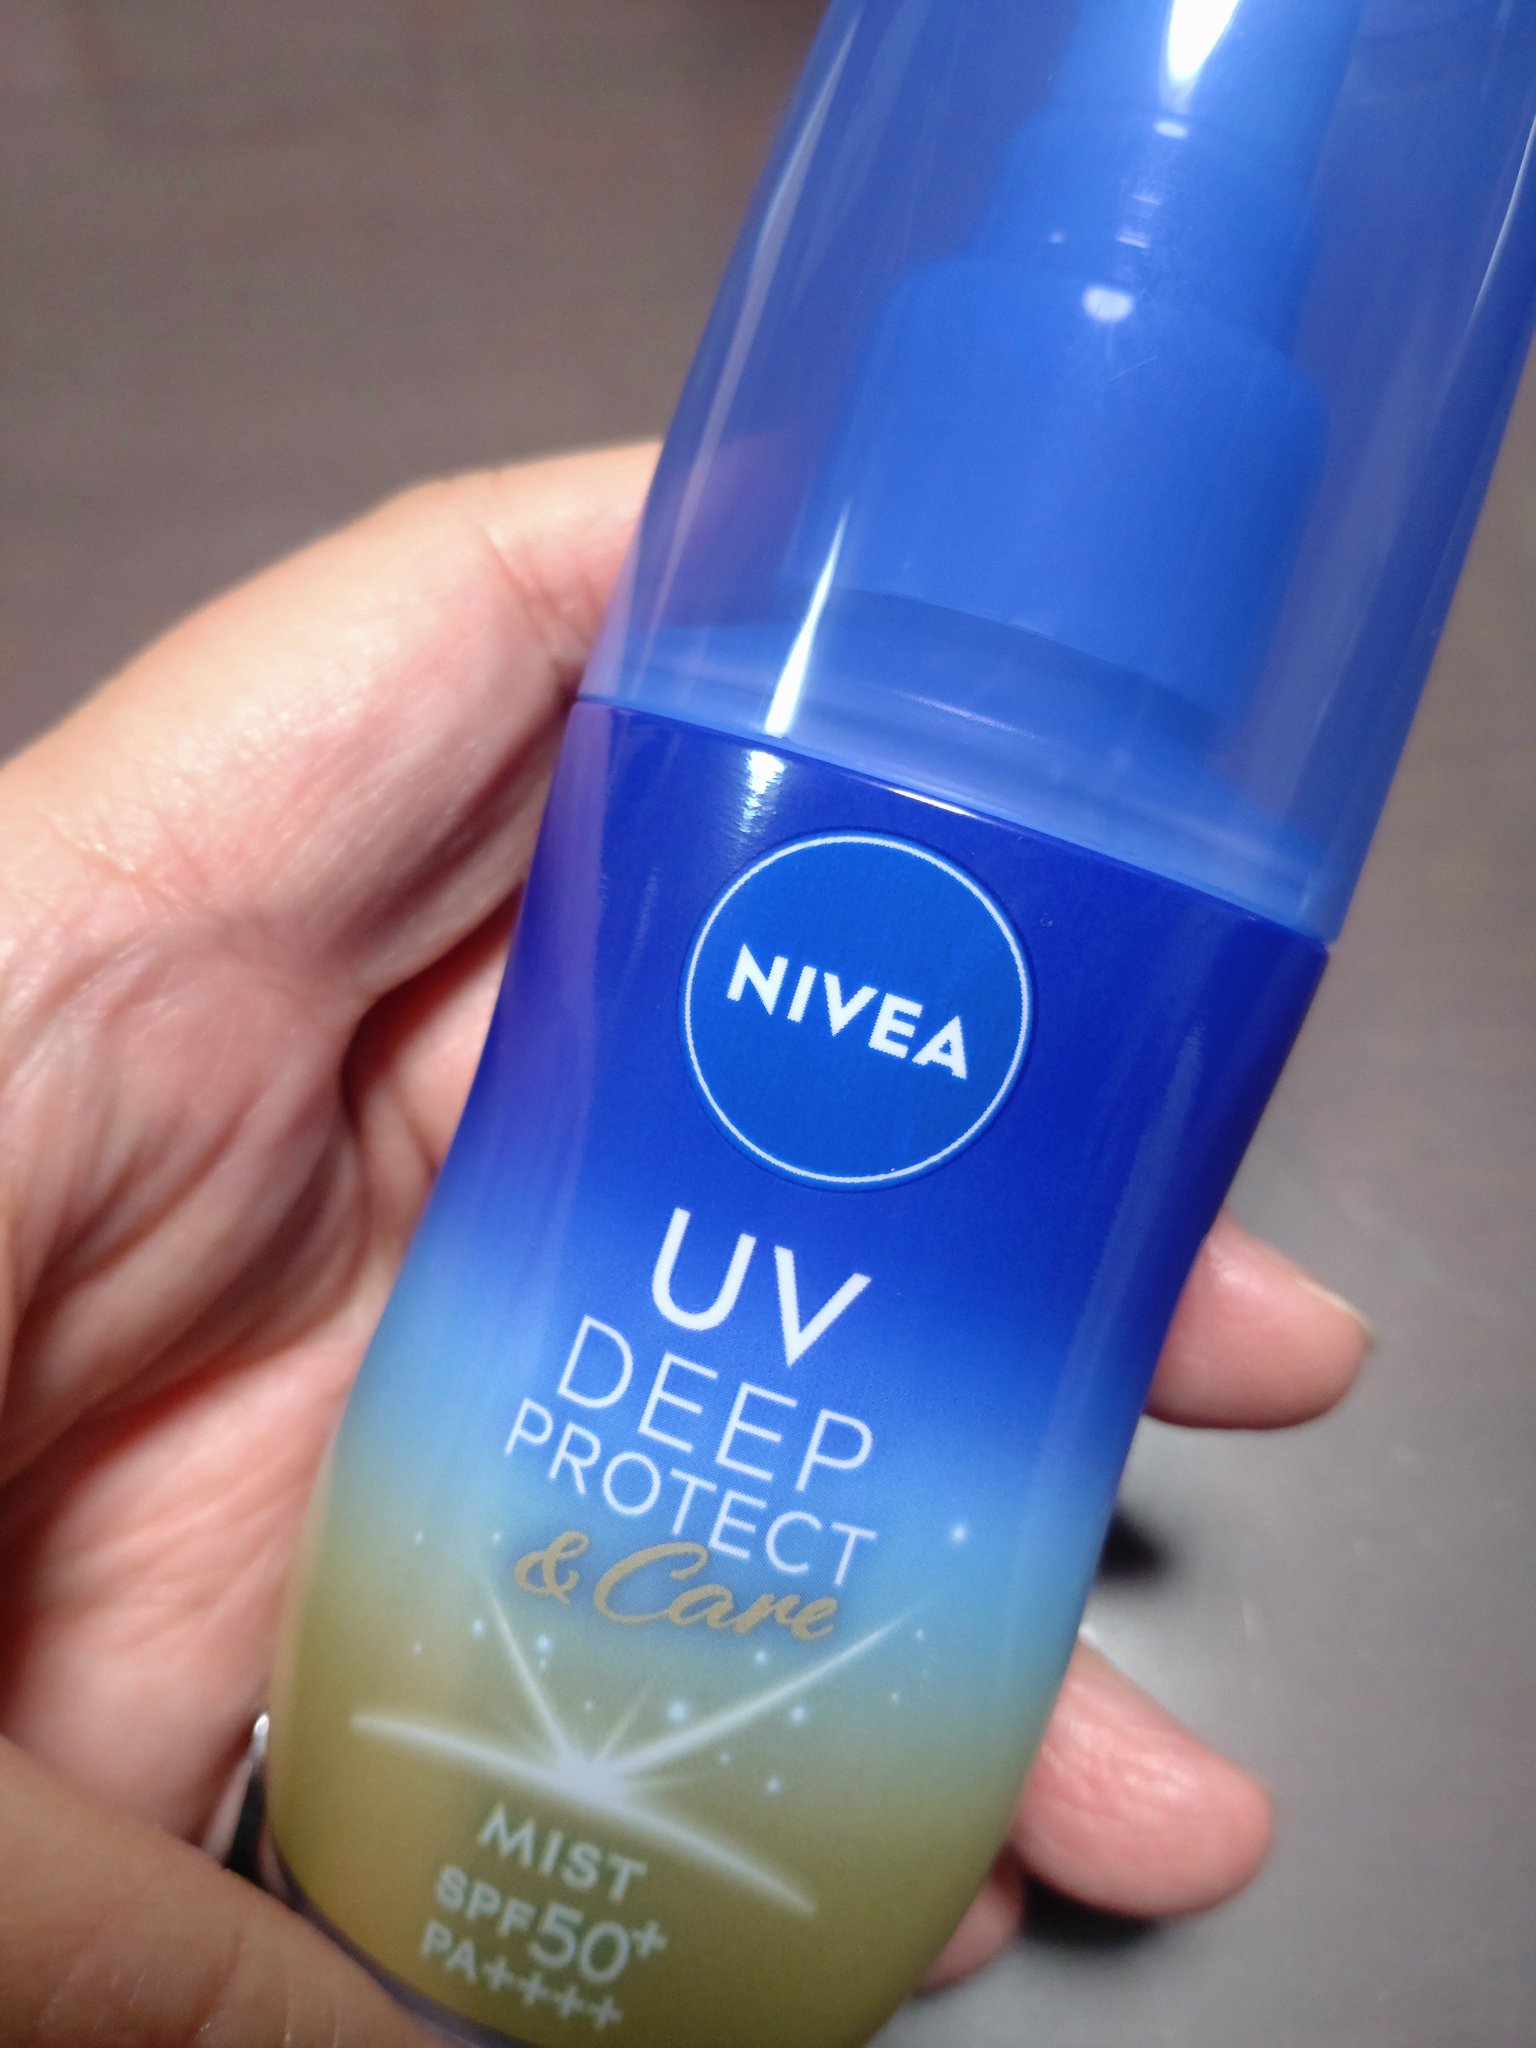 NIVEA
UV
DEEP
PROTECT
& Care
MIST
SPF50+
PA++++